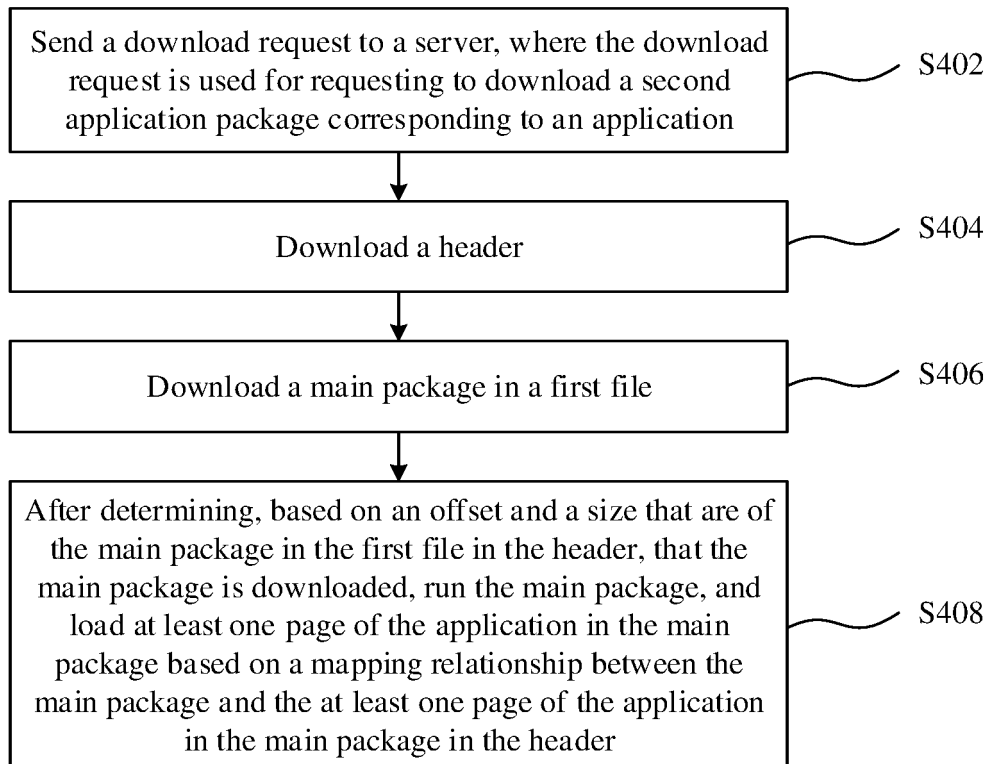 Send a download request to a server, where the download
request is used for requesting to download a second
application package corresponding to an application
S402
Download a header
S404
Download a main package in a first file
S406
After determining, based on an offset and a size that are of
the main package in the first file in the header, that the
main package is downloaded, run the main package, and
load at least one page of the application in the main
package based on a mapping relationship between the
main package and the at least one page of the application
in the main package in the header
S408